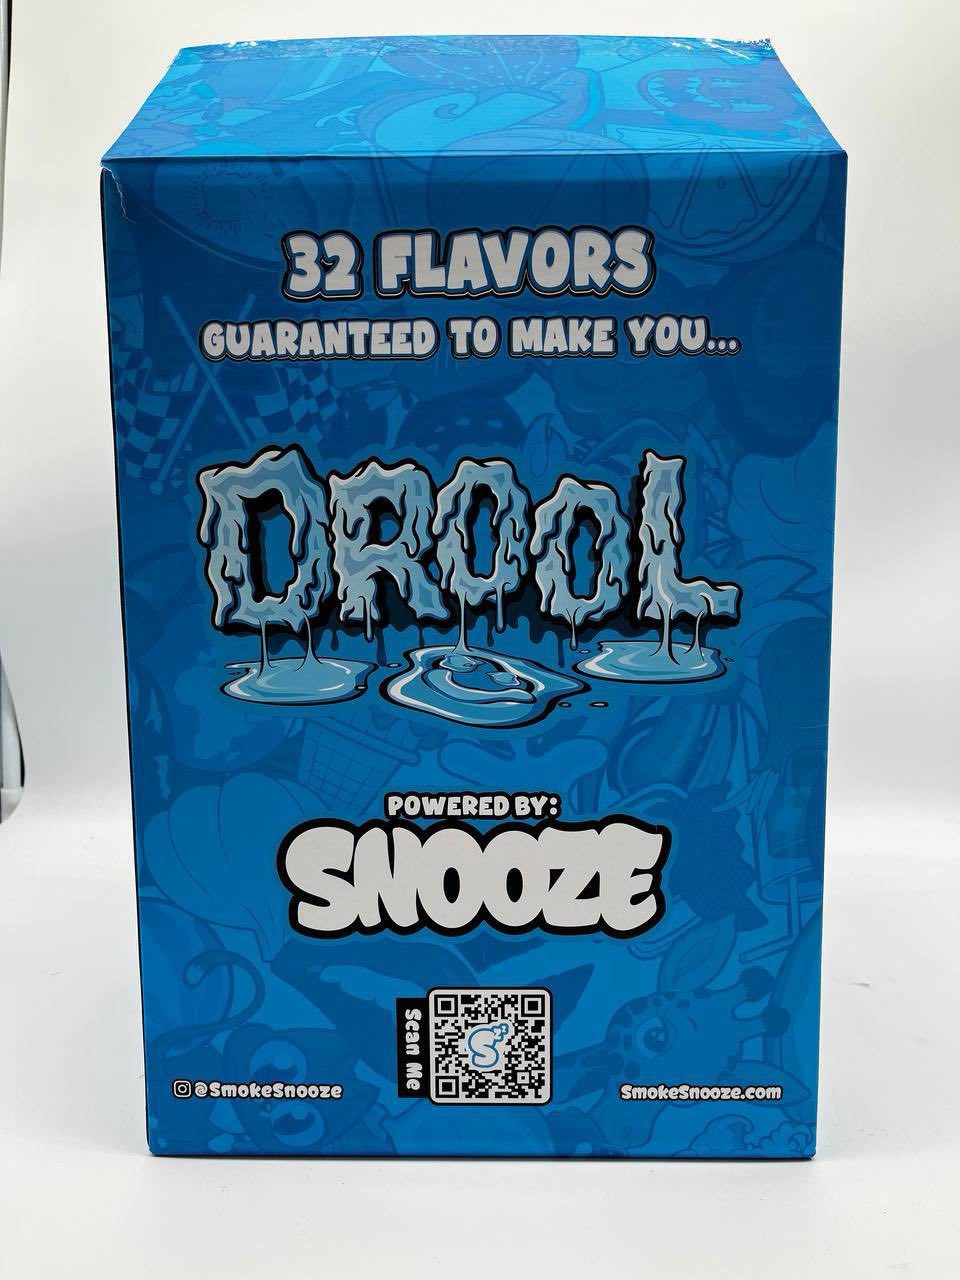 32 FLAVORS
GUARANTEED TO MAKE YOU...
DROOL
POWERED BY:
SNOOZE
Scan Me
@SmokeSnooze
SmokeSnooze.com